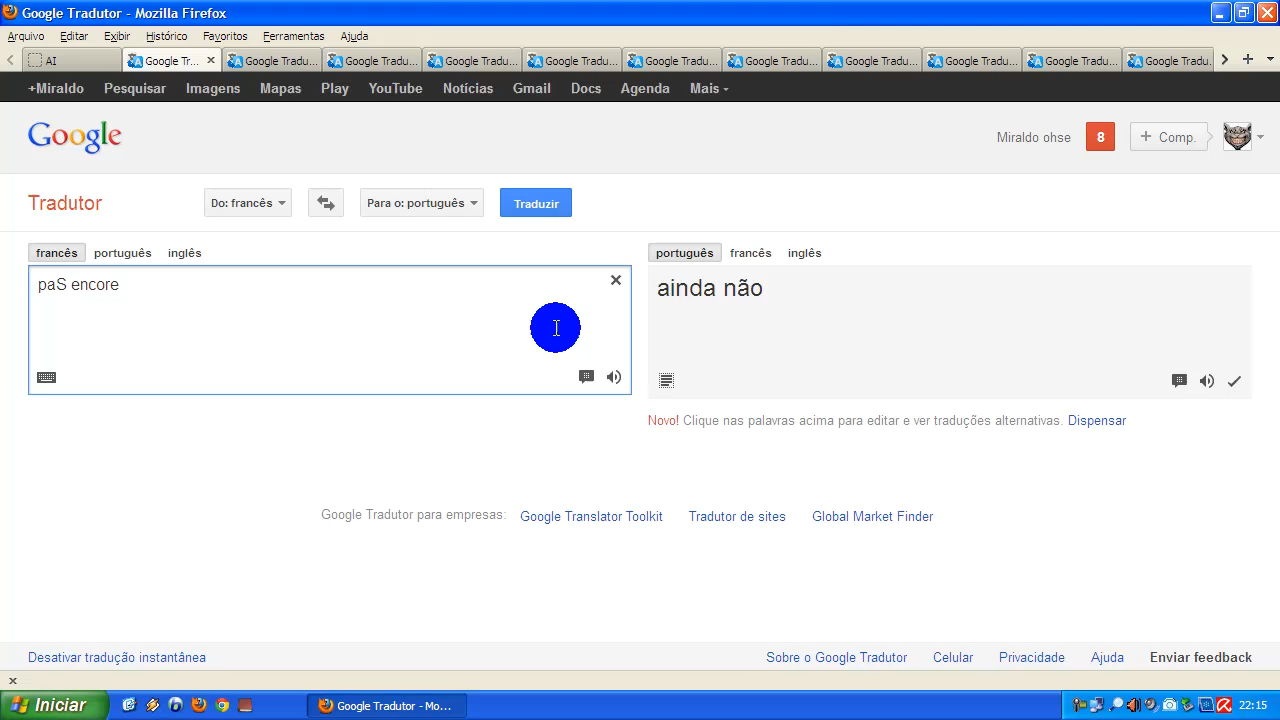 Google Tradutor - Mozilla Firefox
Arquivo Editar Exibir Histórico Favoritos Ferramentas Ajuda
AI Google Tr... Google Tradu... Google Tradu... Google Tradu... Google Tradu... Google Tradu... Google Tradu... Google Tradu... Google Tradu... Google Tradu... Google Tradu
+Miraldo Pesquisar Imagens Mapas Play YouTube Notícias Gmail Docs Agenda Mais
Google Miraldo ohse 8 + Comp.
Tradutor Do: francês Para o: português Traduzir
francês português inglês português francês inglês
paS encore
ainda não
Novo! Clique nas palavras acima para editar e ver traduções alternativas. Dispensar
Google Tradutor para empresas: Google Translator Toolkit Tradutor de sites Global Market Finder
Desativar tradução instantânea Sobre o Google Tradutor Celular Privacidade Ajuda Enviar feedback
Iniciar Google Tradutor - Mo... 22:15